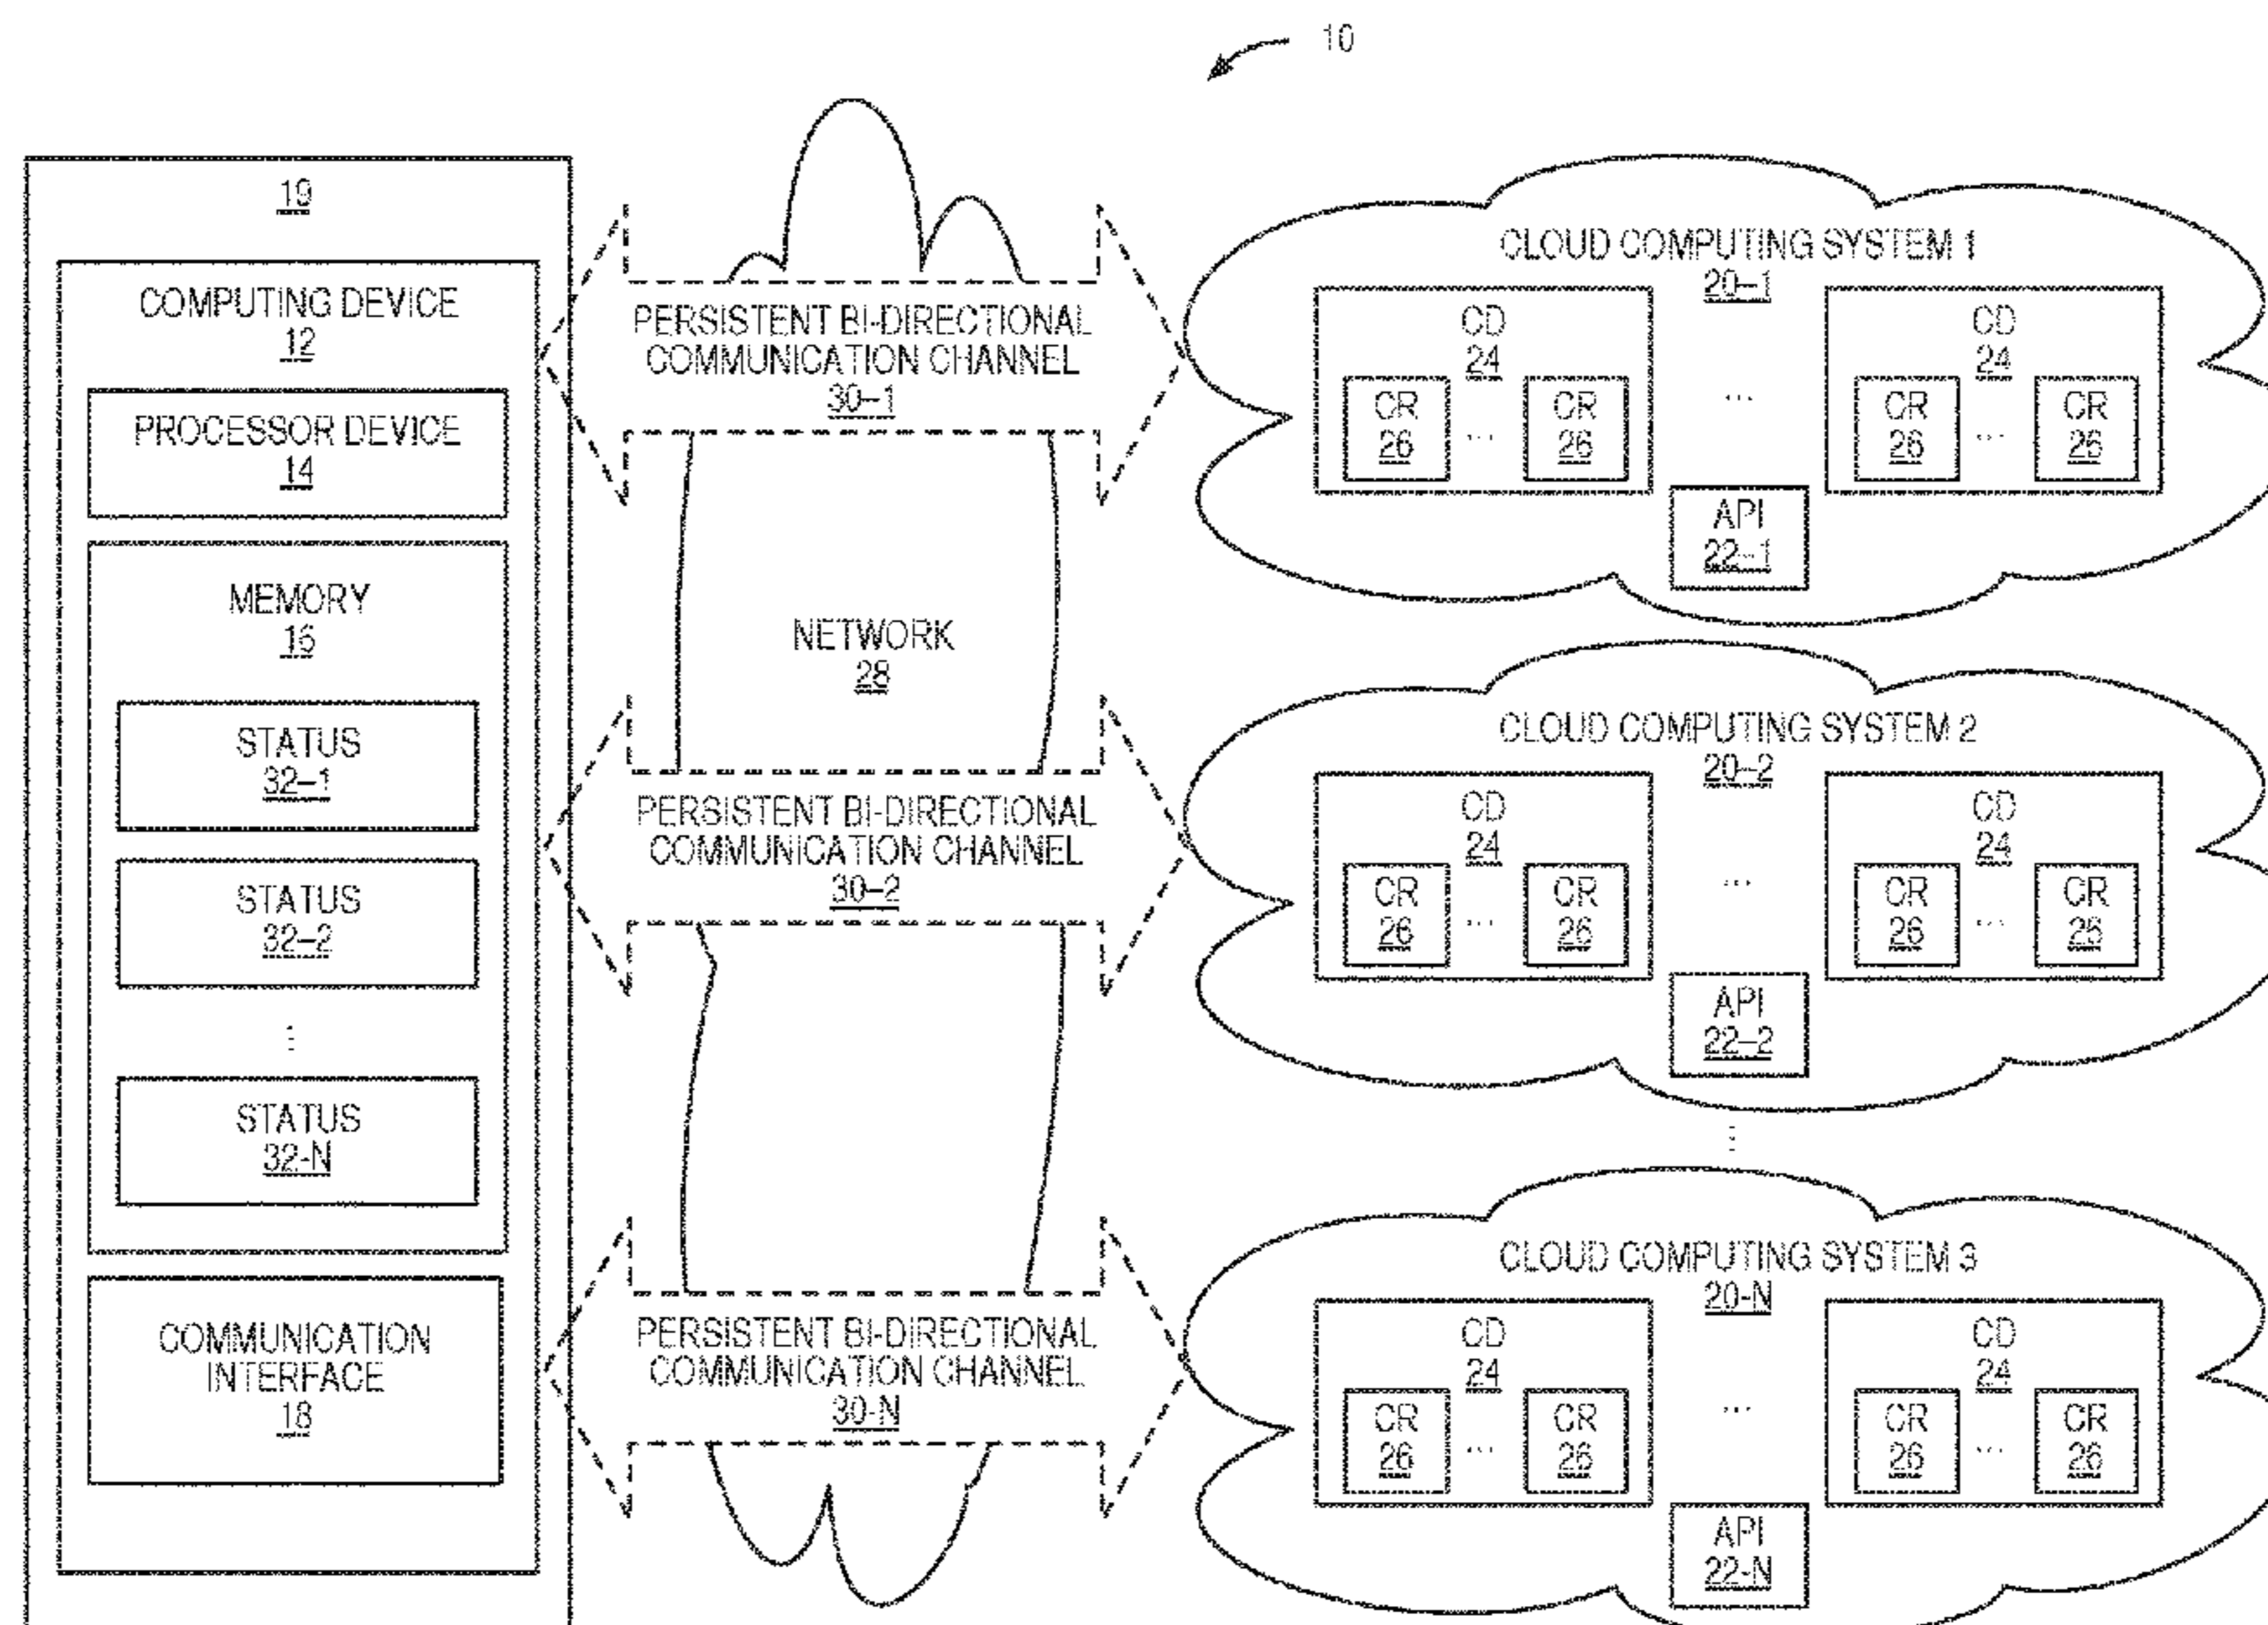 10
19
COMPUTING DEVICE
12
PROCESSOR DEVICE
14
MEMORY
16
STATUS
32-1
STATUS
32-2
⋮
STATUS
32-N
COMMUNICATION
INTERFACE
18
PERSISTENT BI-DIRECTIONAL
COMMUNICATION CHANNEL
30-1
NETWORK
28
PERSISTENT BI-DIRECTIONAL
COMMUNICATION CHANNEL
30-2
PERSISTENT BI-DIRECTIONAL
COMMUNICATION CHANNEL
30-N
CLOUD COMPUTING SYSTEM 1
20-1
CD
24
CR
26
...
CR
26
...
CD
24
CR
26
...
CR
26
API
22-1
CLOUD COMPUTING SYSTEM 2
20-2
CD
24
CR
26
...
CR
26
...
CD
24
CR
26
...
CR
26
API
22-2
⋮
CLOUD COMPUTING SYSTEM 3
20-N
CD
24
CR
26
...
CR
26
...
CD
24
CR
26
...
CR
26
API
22-N